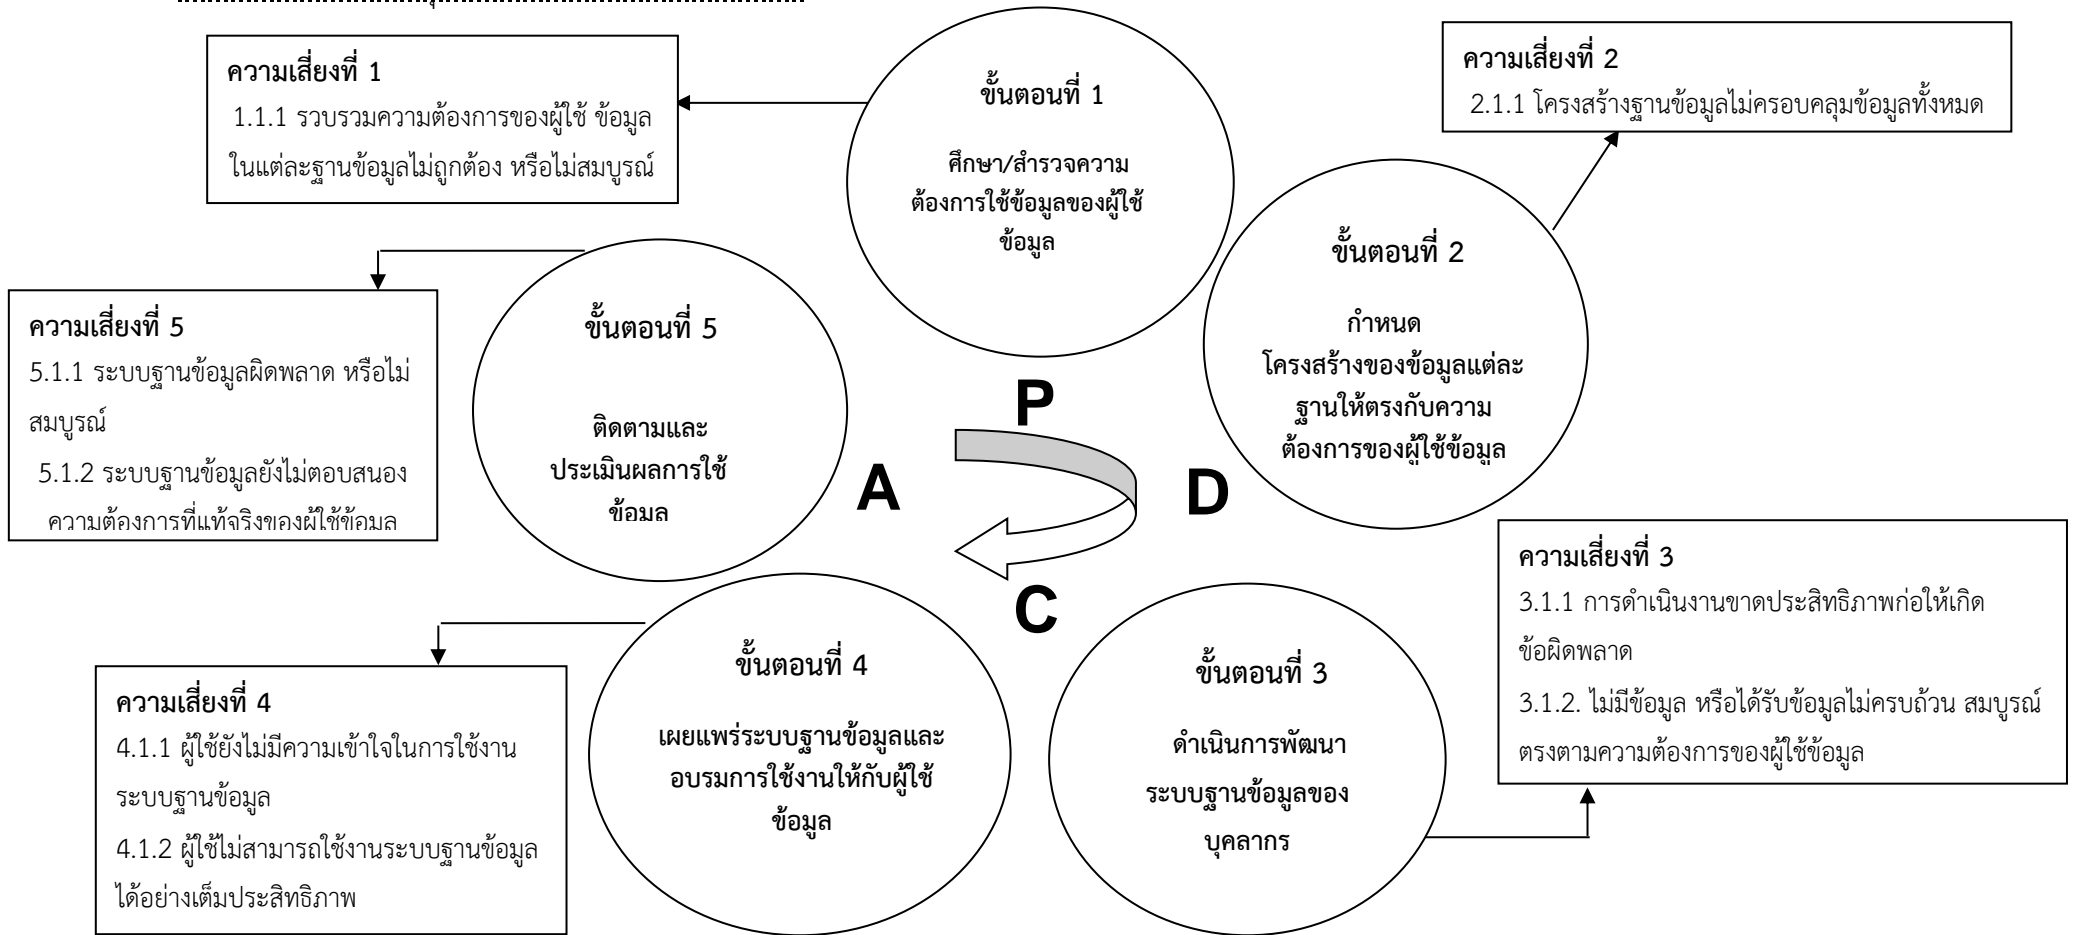 ความเสี่ยงที่ 1
1.1.1 รวบรวมความต้องการของผู้ใช้ ข้อมูล
ในแต่ละฐานข้อมูลไม่ถูกต้อง หรือไม่สมบูรณ์
ขั้นตอนที่ 1
ศึกษา/สำรวจความ
ต้องการใช้ข้อมูลของผู้ใช้
ข้อมูล
ความเสี่ยงที่ 2
2.1.1 โครงสร้างฐานข้อมูลไม่ครอบคลุมข้อมูลทั้งหมด
ขั้นตอนที่ 2
กำหนด
โครงสร้างของข้อมูลแต่ละ
ฐานให้ตรงกับความ
ต้องการของผู้ใช้ข้อมูล
ความเสี่ยงที่ 5
5.1.1 ระบบฐานข้อมูลผิดพลาด หรือไม่
สมบูรณ์
5.1.2 ระบบฐานข้อมูลยังไม่ตอบสนอง
ความต้องการที่แท้จริงของผู้ใช้ข้อมูล
ขั้นตอนที่ 5
ติดตามและ
ประเมินผลการใช้
ข้อมูล
P
A
D
C
ความเสี่ยงที่ 3
3.1.1 การดำเนินงานขาดประสิทธิภาพก่อให้เกิด
ข้อผิดพลาด
3.1.2. ไม่มีข้อมูล หรือได้รับข้อมูลไม่ครบถ้วน สมบูรณ์
ตรงตามความต้องการของผู้ใช้ข้อมูล
ความเสี่ยงที่ 4
4.1.1 ผู้ใช้ยังไม่มีความเข้าใจในการใช้งาน
ระบบฐานข้อมูล
4.1.2 ผู้ใช้ไม่สามารถใช้งานระบบฐานข้อมูล
ได้อย่างเต็มประสิทธิภาพ
ขั้นตอนที่ 4
เผยแพร่ระบบฐานข้อมูลและ
อบรมการใช้งานให้กับผู้ใช้
ข้อมูล
ขั้นตอนที่ 3
ดำเนินการพัฒนา
ระบบฐานข้อมูลของ
บุคลากร